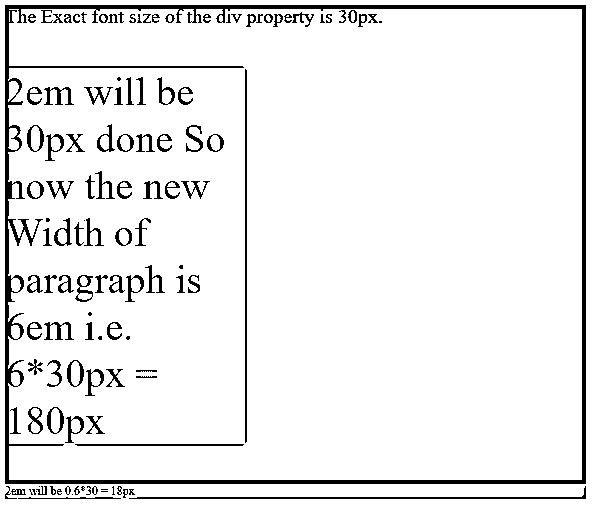 The Exact font size of the div property is 30px.
2em will be
30px done So
now the new
Width of
paragraph is
6em i.e.
6*30px =
180px
2em will be 0.6*30 = 18px